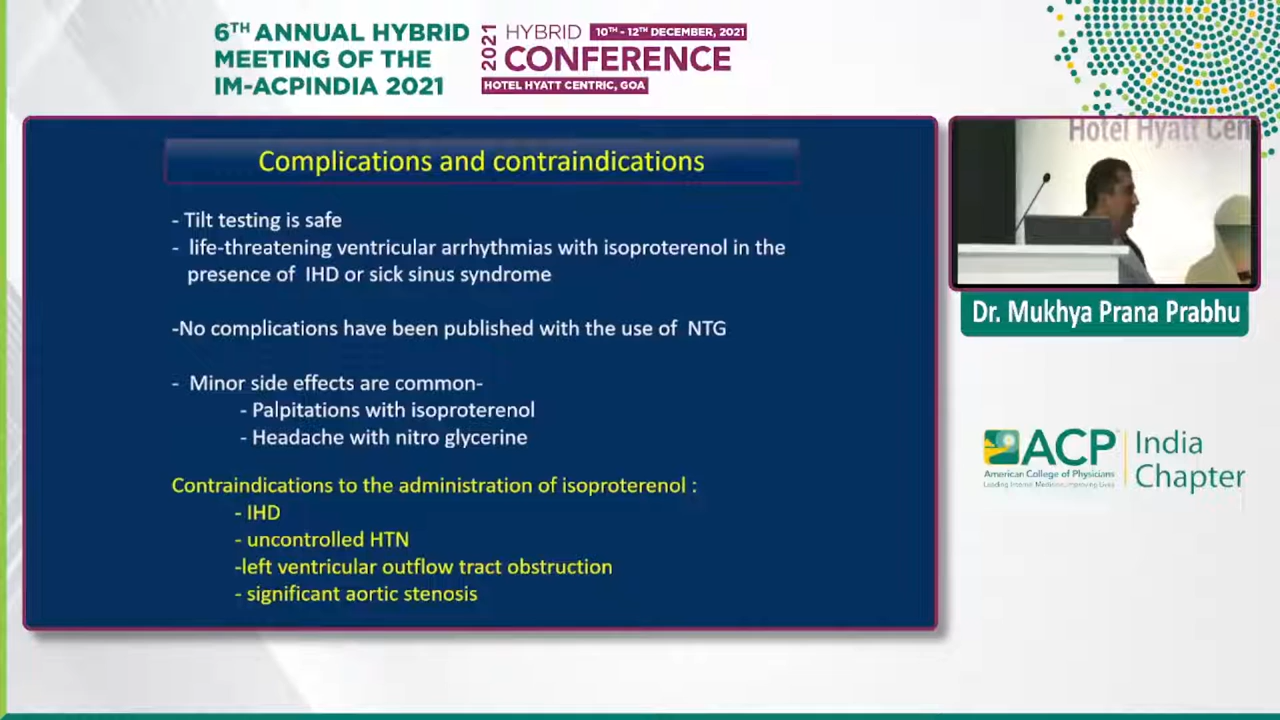 6TH ANNUAL HYBRID
MEETING OF THE
IM-ACPINDIA 2021
2021
HYBRID 10TH - 12TH DECEMBER, 2021
CONFERENCE
HOTEL HYATT CENTRIC, GOA
Complications and contraindications
- Tilt testing is safe
- life-threatening ventricular arrhythmias with isoproterenol in the
presence of IHD or sick sinus syndrome
-No complications have been published with the use of NTG
- Minor side effects are common-
- Palpitations with isoproterenol
- Headache with nitro glycerine
Contraindications to the administration of isoproterenol :
- IHD
- uncontrolled HTN
-left ventricular outflow tract obstruction
- significant aortic stenosis
Hotel Hyatt Cen
Dr. Mukhya Prana Prabhu
ACP
American College of Physicians
Leading Internal Medicine, Improving Lives
India
Chapter